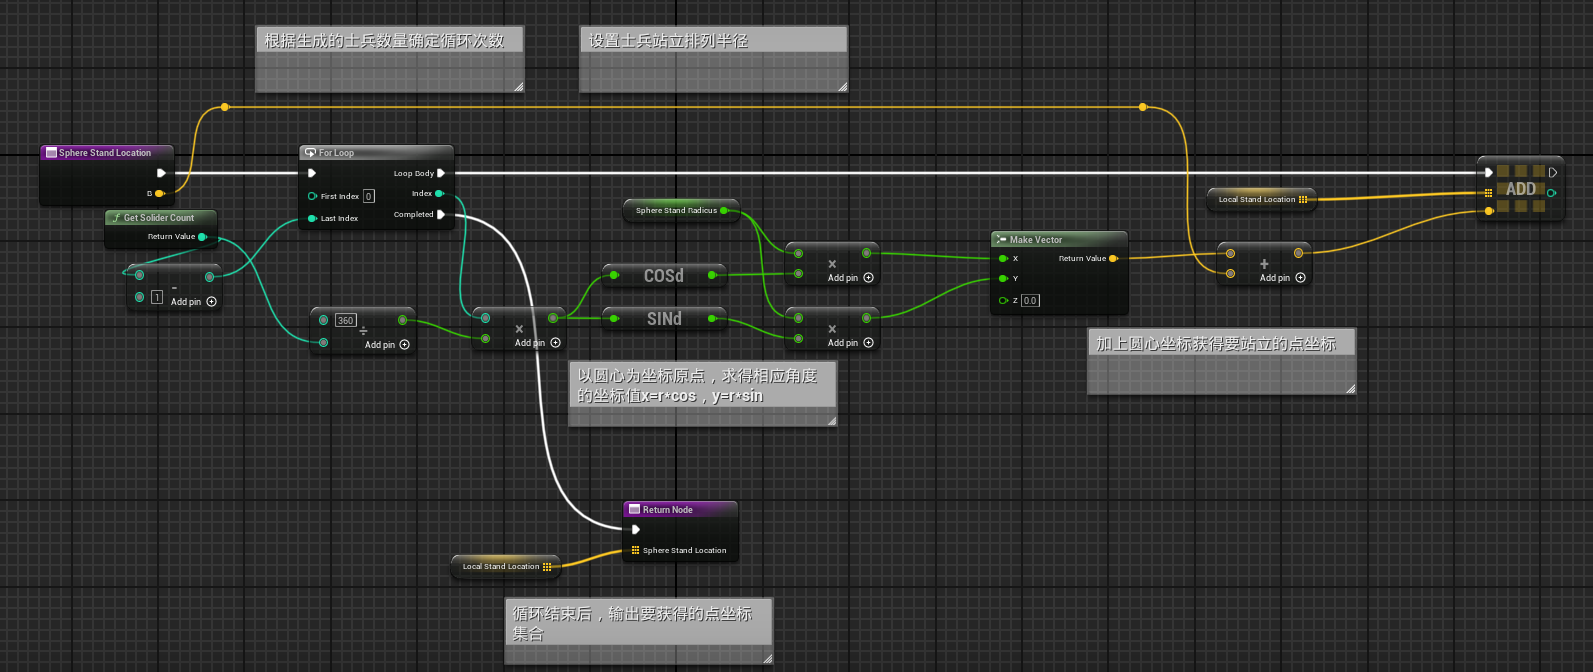 根据生成的士兵数量确定循环次数
设置士兵站立排列半径
Sphere Stand Location
B
For Loop
Loop Body
First Index 0
Index
Last Index
Completed
Get Solider Count
Return Value
-
1
Add pin
360
÷
Add pin
×
Add pin
Sphere Stand Radicus
COSd
SINd
×
Add pin
×
Add pin
Make Vector
X
Return Value
Y
Z 0.0
Local Stand Location
ADD
+
Add pin
加上圆心坐标获得要站立的点坐标
以圆心为坐标原点，求得相应角度
的坐标值x=r*cos，y=r*sin
Return Node
Sphere Stand Location
Local Stand Location
循环结束后，输出要获得的点坐标
集合